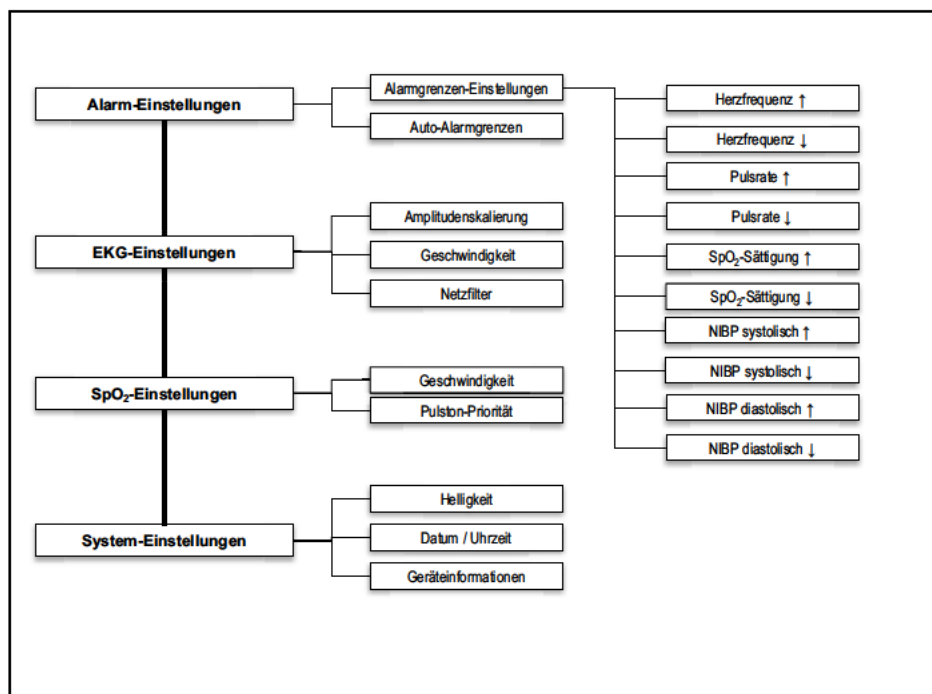 Alarm-Einstellungen
Alarmgrenzen-Einstellungen
Auto-Alarmgrenzen
Herzfrequenz ↑
Herzfrequenz ↓
Pulsrate ↑
Pulsrate ↓
SpO₂-Sättigung ↑
SpO₂-Sättigung ↓
NIBP systolisch ↑
NIBP systolisch ↓
NIBP diastolisch ↑
NIBP diastolisch ↓
EKG-Einstellungen
Amplitudenskalierung
Geschwindigkeit
Netzfilter
SpO₂-Einstellungen
Geschwindigkeit
Pulston-Priorität
System-Einstellungen
Helligkeit
Datum / Uhrzeit
Geräteinformationen